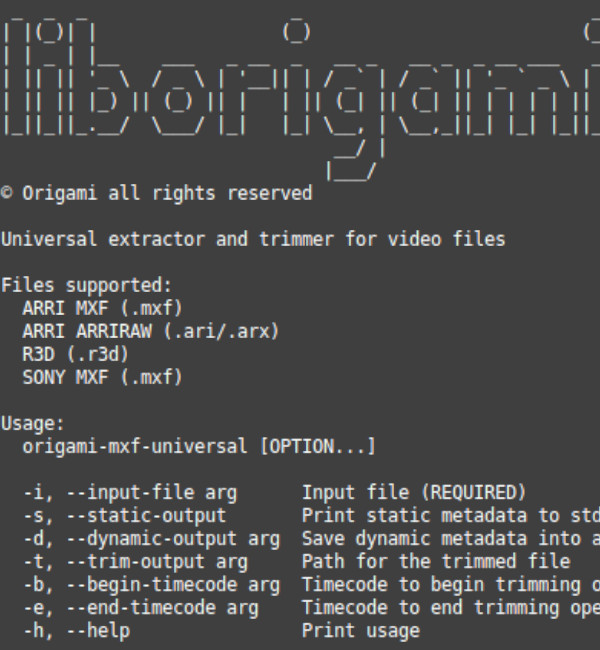 liborigami
© Origami all rights reserved
Universal extractor and trimmer for video files
Files supported:
ARRI MXF (.mxf)
ARRI ARRIRAW (.ari/.arx)
R3D (.r3d)
SONY MXF (.mxf)
Usage:
origami-mxf-universal [OPTION...]
-i, --input-file arg Input file (REQUIRED)
-s, --static-output Print static metadata to std
-d, --dynamic-output arg Save dynamic metadata into a
-t, --trim-output arg Path for the trimmed file
-b, --begin-timecode arg Timecode to begin trimming o
-e, --end-timecode arg Timecode to end trimming ope
-h, --help Print usage